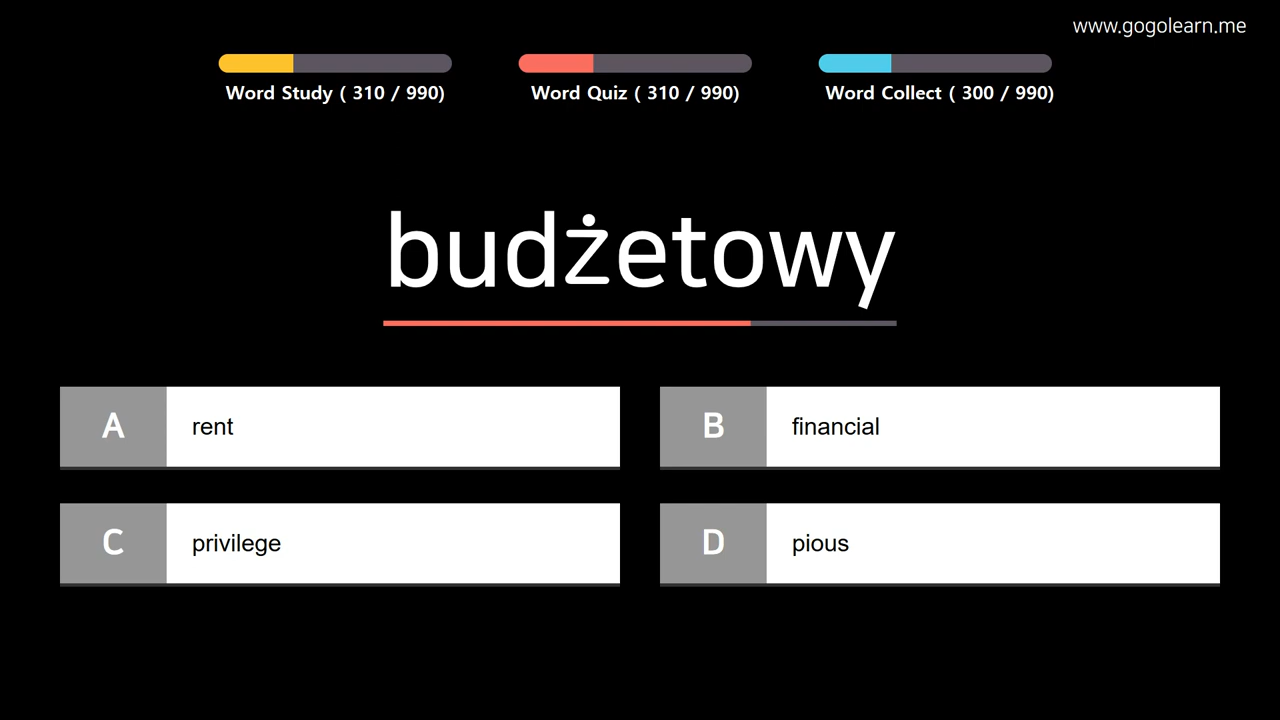 www.gogolearn.me
Word Study ( 310 / 990)
Word Quiz ( 310 / 990)
Word Collect ( 300 / 990)
budżetowy
A rent
B financial
C privilege
D pious